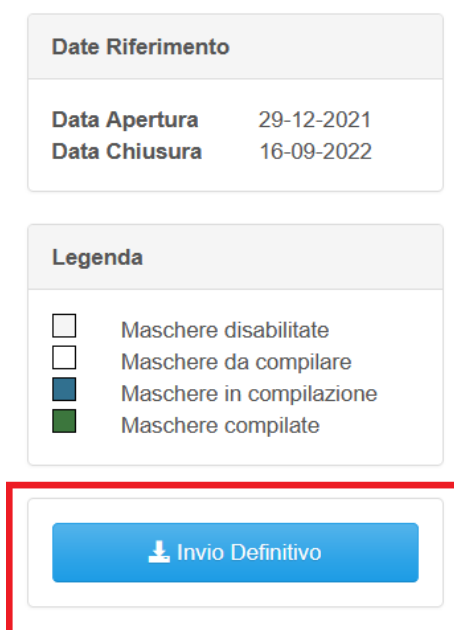 Date Riferimento
Data Apertura 29-12-2021
Data Chiusura 16-09-2022
Legenda
Maschere disabilitate
Maschere da compilare
Maschere in compilazione
Maschere compilate
Invio Definitivo